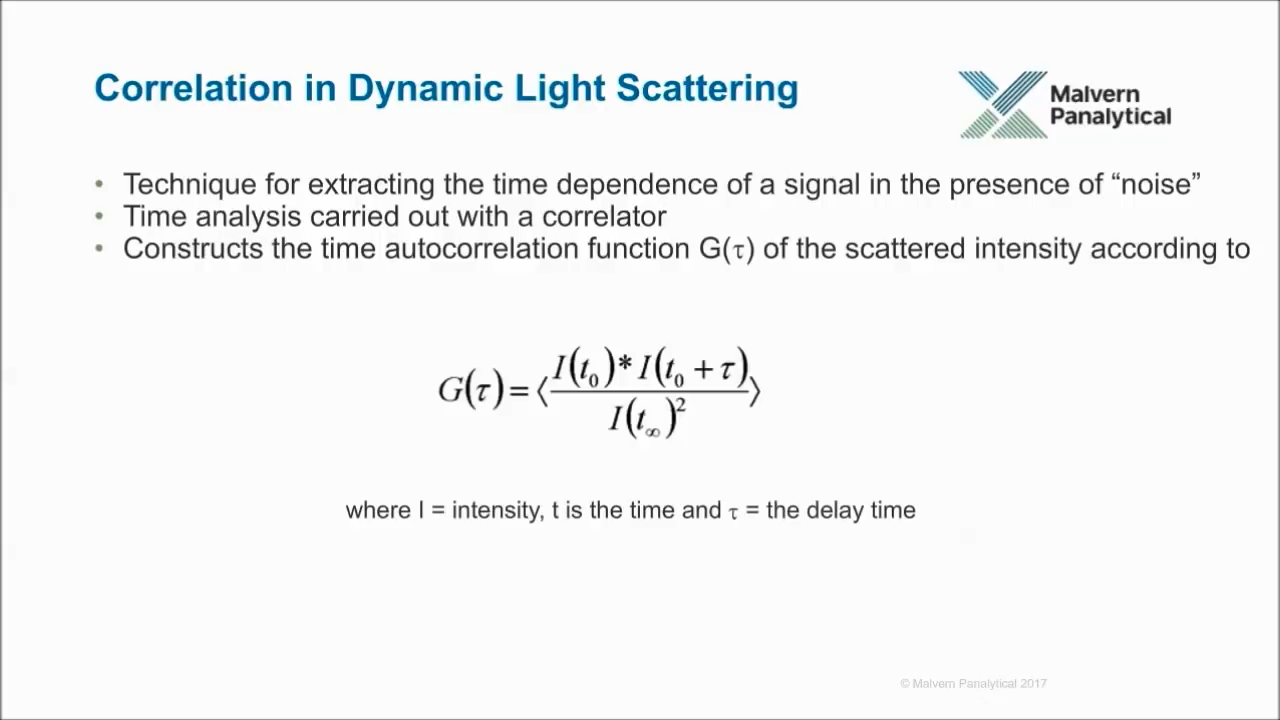 Correlation in Dynamic Light Scattering
Malvern
Panalytical
• Technique for extracting the time dependence of a signal in the presence of “noise”
• Time analysis carried out with a correlator
• Constructs the time autocorrelation function G(τ) of the scattered intensity according to
G(τ) = ⟨ I(t₀) * I(t₀ + τ) / I(t∞)² ⟩
where I = intensity, t is the time and τ = the delay time
© Malvern Panalytical 2017